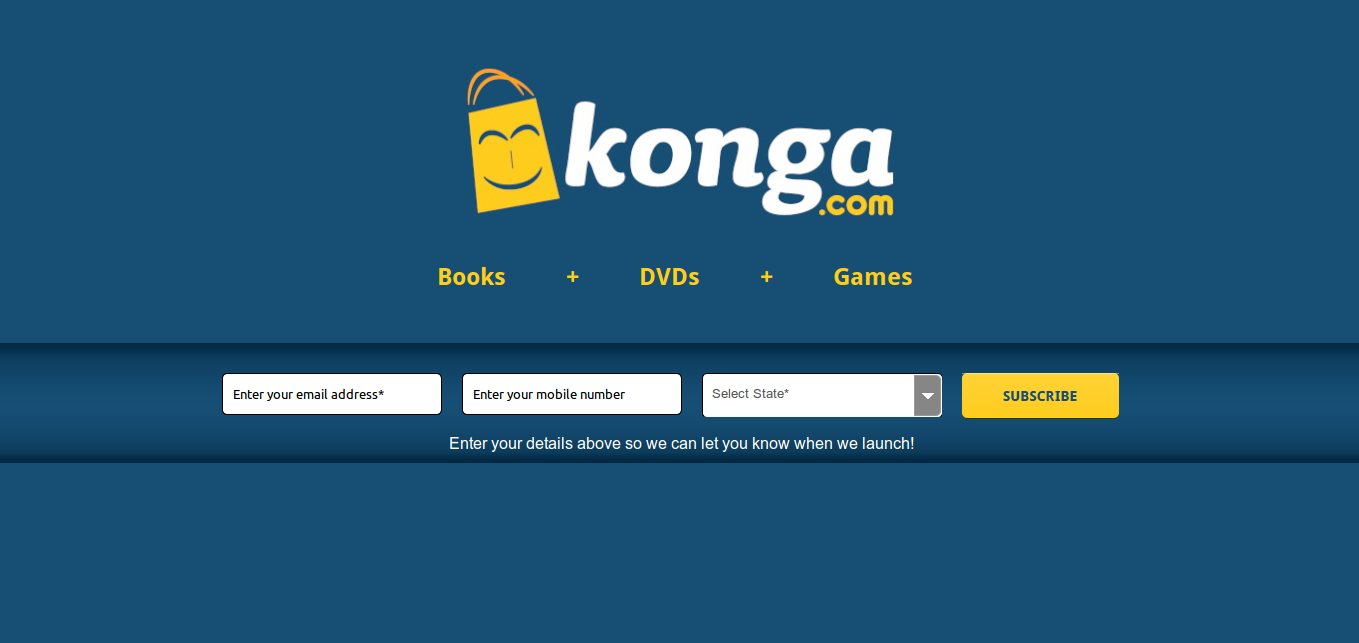 konga
.com
Books + DVDs + Games
Enter your email address* Enter your mobile number Select State* SUBSCRIBE
Enter your details above so we can let you know when we launch!